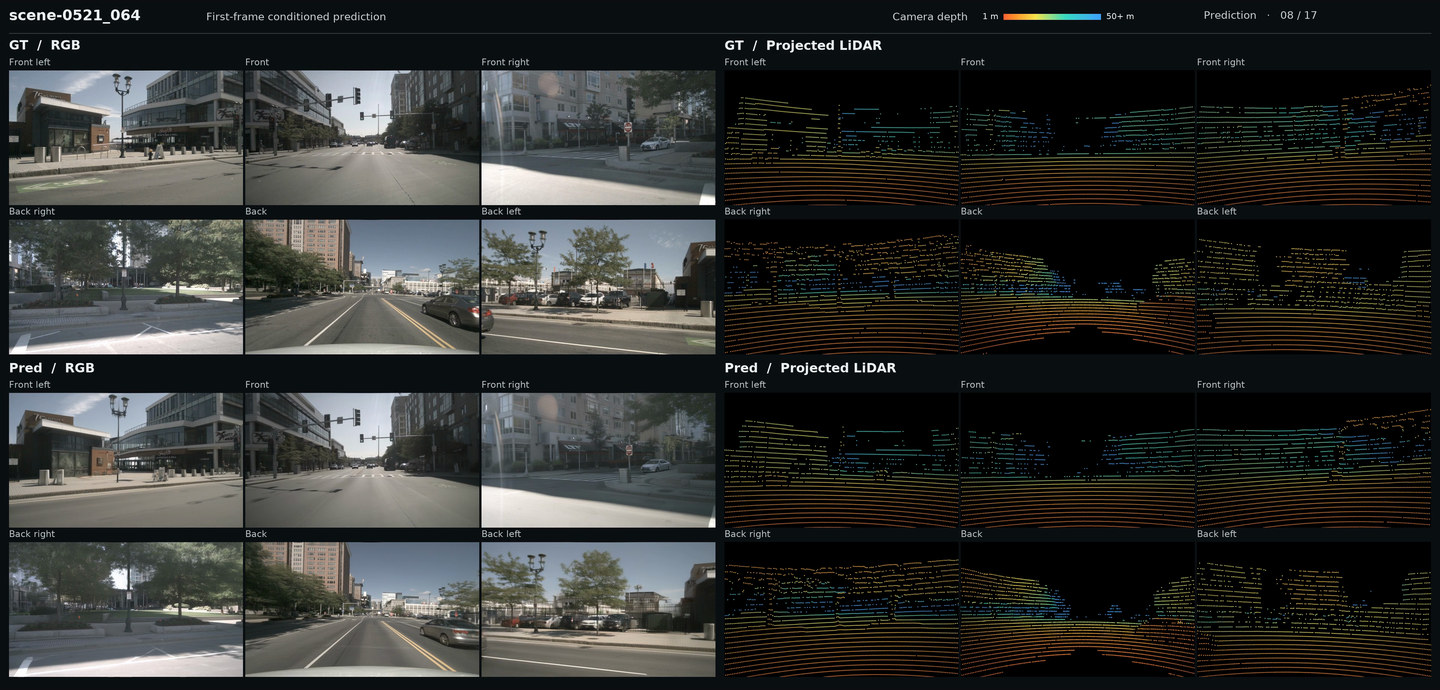 scene-0521_064
First-frame conditioned prediction
Camera depth 1 m 50+ m
Prediction · 08 / 17
GT / RGB
GT / Projected LiDAR
Front left Front Front right
Front left Front Front right
Back right Back Back left
Back right Back Back left
Pred / RGB
Pred / Projected LiDAR
Front left Front Front right
Front left Front Front right
Back right Back Back left
Back right Back Back left